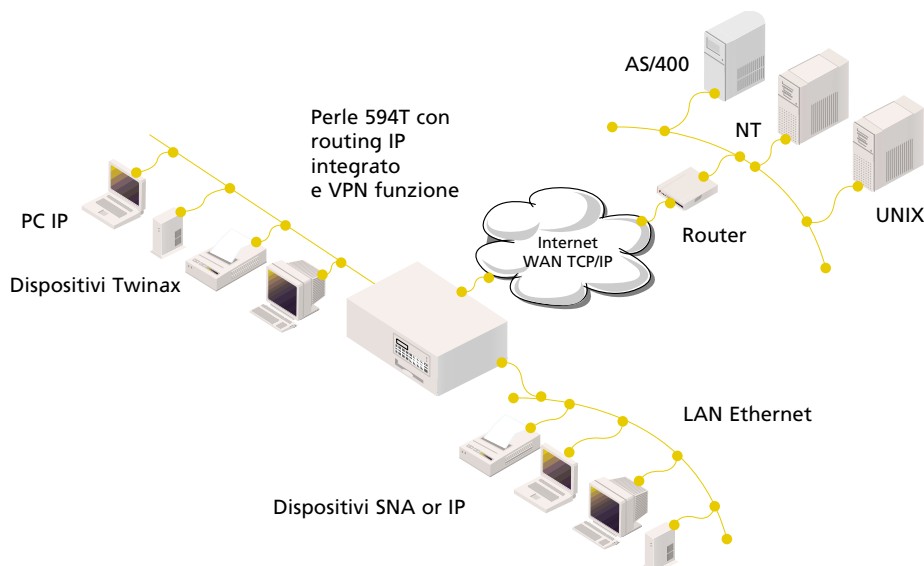 AS/400
Perle 594T con
routing IP
integrato
e VPN funzione
NT
PC IP
UNIX
Router
Internet
WAN TCP/IP
Dispositivi Twinax
LAN Ethernet
Dispositivi SNA or IP